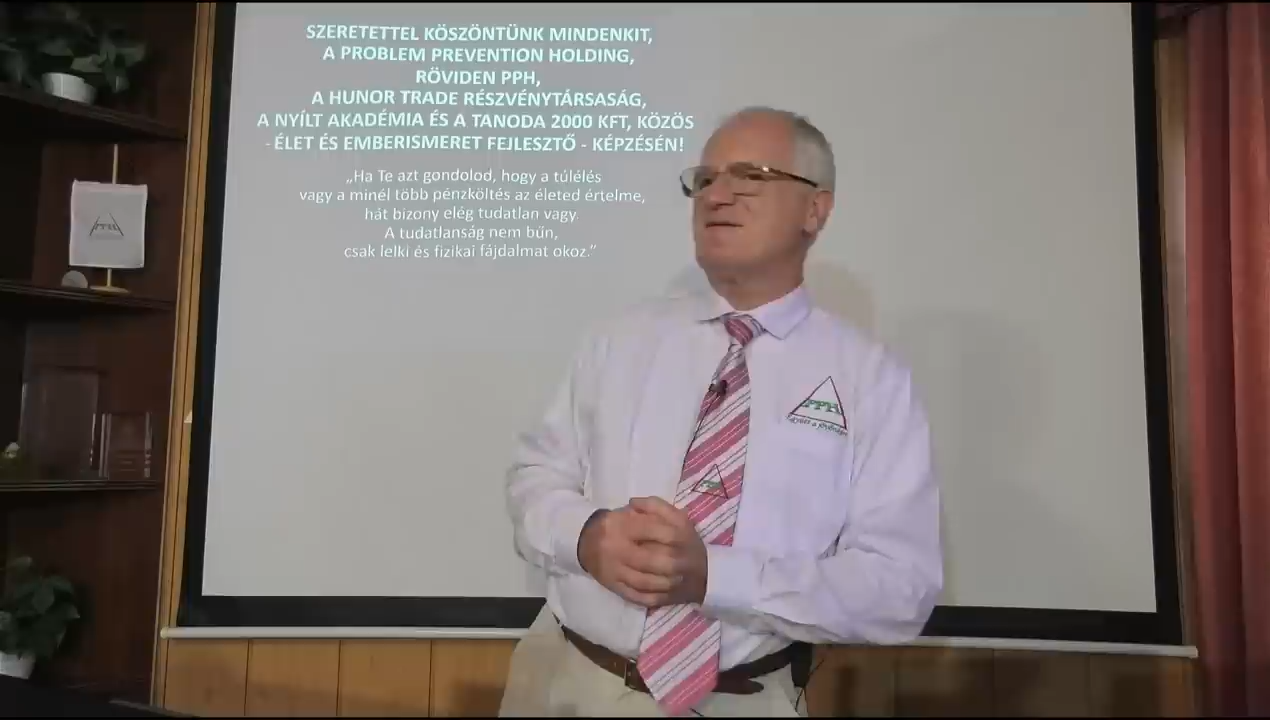 SZERETETTEL KÖSZÖNTÜNK MINDENKIT,
A PROBLEM PREVENTION HOLDING,
RÖVIDEN PPH,
A HUNOR TRADE RÉSZVÉNYTÁRSASÁG,
A NYÍLT AKADÉMIA ÉS A TANODA 2000 KFT, KÖZÖS
- ÉLET ÉS EMBERISMERET FEJLESZTŐ - KÉPZÉSÉN!
„Ha Te azt gondolod, hogy a túlélés
vagy a minél több pénzköltés az életed értelme,
hát bizony elég tudatlan vagy.
A tudatlanság nem bűn,
csak lelki és fizikai fájdalmat okoz.”
PPH
PPH
PPH